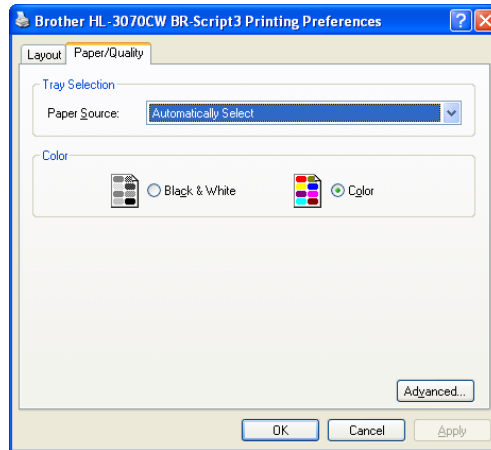 Brother HL-3070CW BR-Script3 Printing Preferences
Layout Paper/Quality
Tray Selection
Paper Source: Automatically Select
Color
Black & White Color
Advanced...
OK Cancel Apply